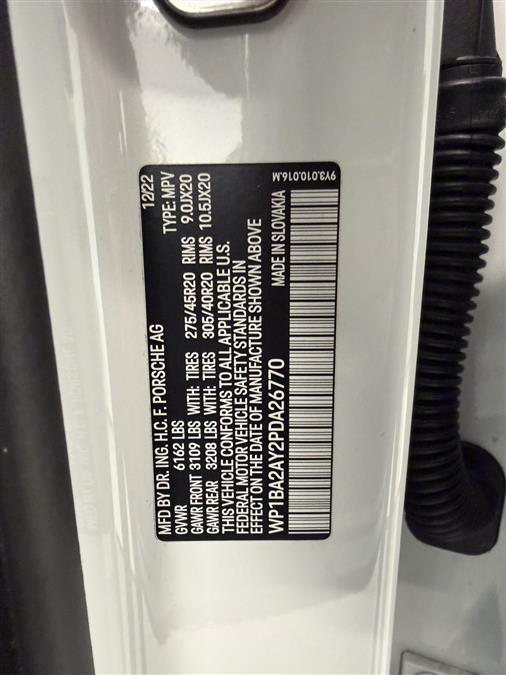 MFD BY DR. ING. H.C. F. PORSCHE AG 12/22
GVWR 6162 LBS TYPE: MPV
GAWR FRONT 3109 LBS WITH: TIRES 275/45R20 RIMS 9.0JX20
GAWR REAR 3208 LBS WITH: TIRES 305/40R20 RIMS 10.5JX20
THIS VEHICLE CONFORMS TO ALL APPLICABLE U.S.
FEDERAL MOTOR VEHICLE SAFETY STANDARDS IN
EFFECT ON THE DATE OF MANUFACTURE SHOWN ABOVE
WP1BA2AY2PDA26770 MADE IN SLOVAKIA
9Y3.010.016.M